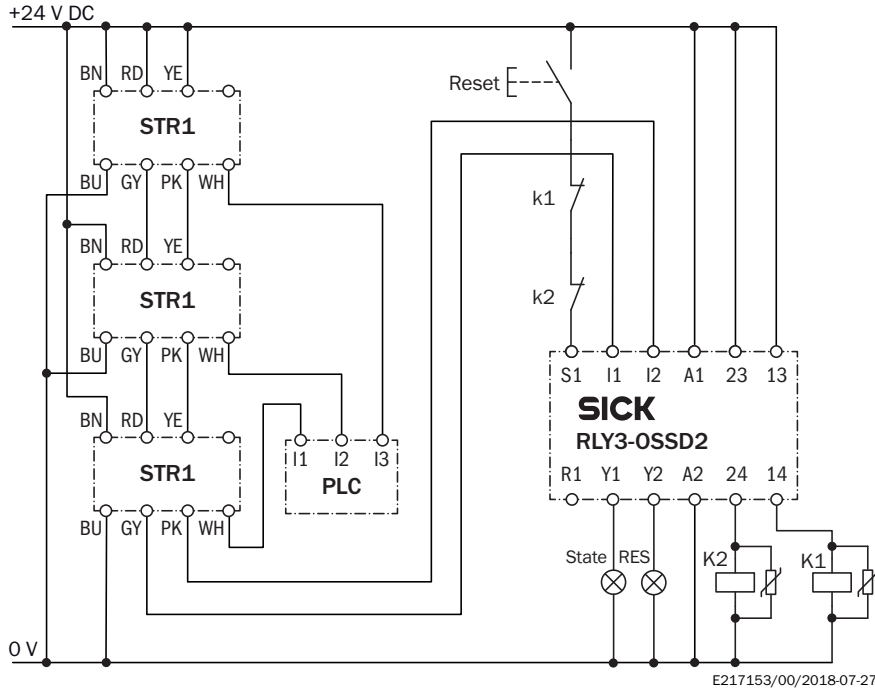 +24 V DC
BN RD YE
Reset
STR1
BU GY PK WH
k1
BN RD YE
STR1
k2
BU GY PK WH
S1 I1 I2 A1 23 13
SICK
RLY3-OSSD2
BN RD YE
I1 I2 I3
PLC
STR1
R1 Y1 Y2 A2 24 14
BU GY PK WH
State RES K2 K1
0 V
E217153/00/2018-07-27